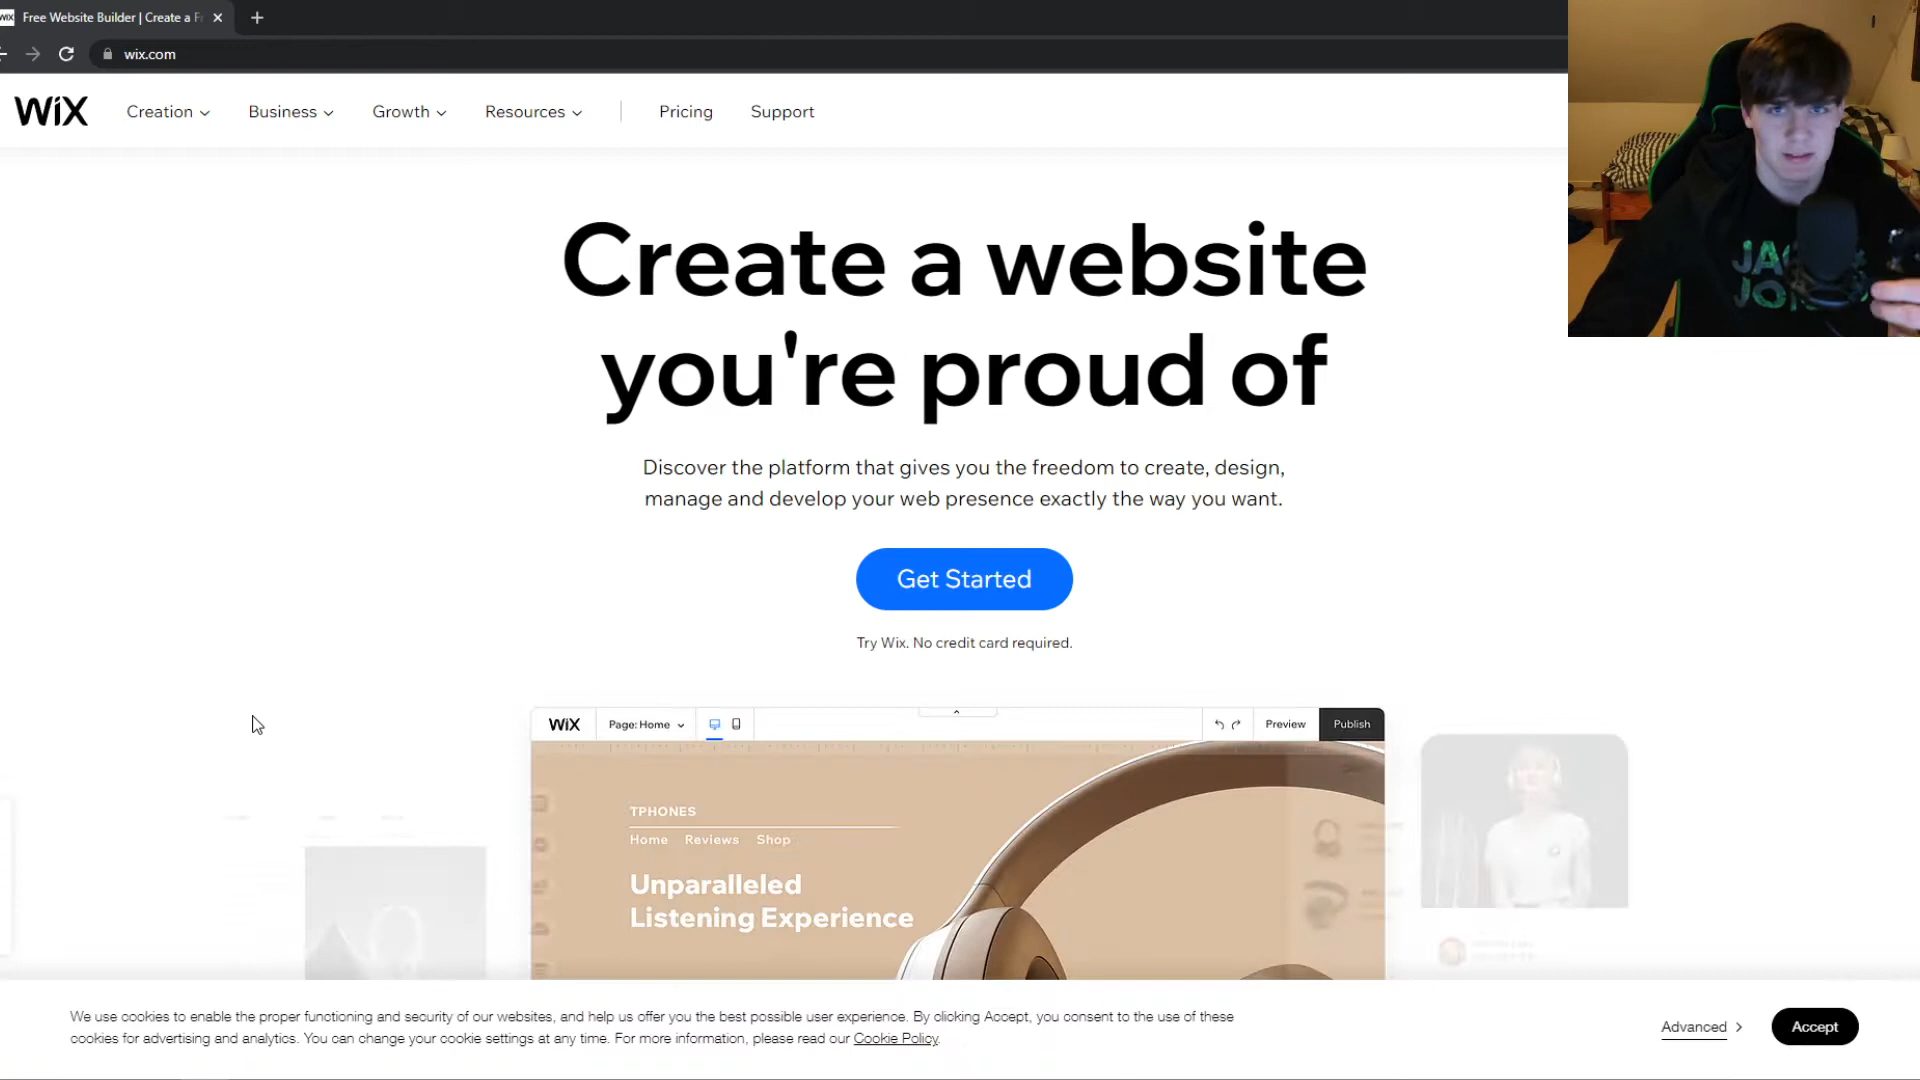 WiX Free Website Builder | Create a F
wix.com
WiX Creation Business Growth Resources Pricing Support
Create a website
you're proud of
Discover the platform that gives you the freedom to create, design,
manage and develop your web presence exactly the way you want.
Get Started
Try Wix. No credit card required.
WiX Page: Home Preview Publish
TPHONES
Home Reviews Shop
Unparalleled
Listening Experience
We use cookies to enable the proper functioning and security of our websites, and help us offer you the best possible user experience. By clicking Accept, you consent to the use of these
cookies for advertising and analytics. You can change your cookie settings at any time. For more information, please read our Cookie Policy.
Advanced Accept